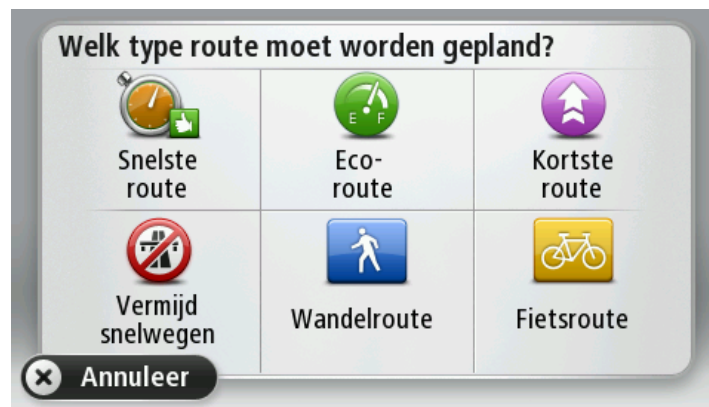 Welk type route moet worden gepland?
E F
Snelste
route
Eco-
route
Kortste
route
Vermijd
snelwegen
Wandelroute
Fietsroute
Annuleer